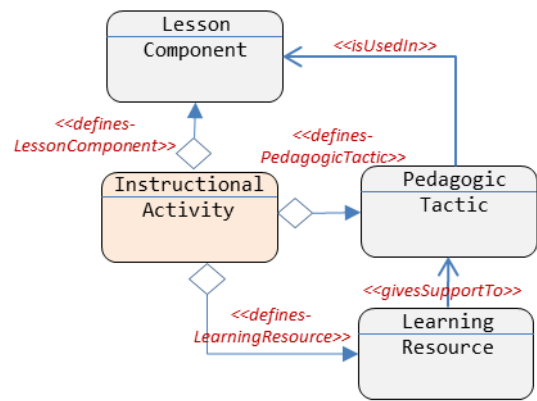 Lesson
Component
<<isUsedIn>>
<<defines-
LessonComponent>>
<<defines-
PedagogicTactic>>
Instructional
Activity
Pedagogic
Tactic
<<givesSupportTo>>
<<defines-
LearningResource>>
Learning
Resource